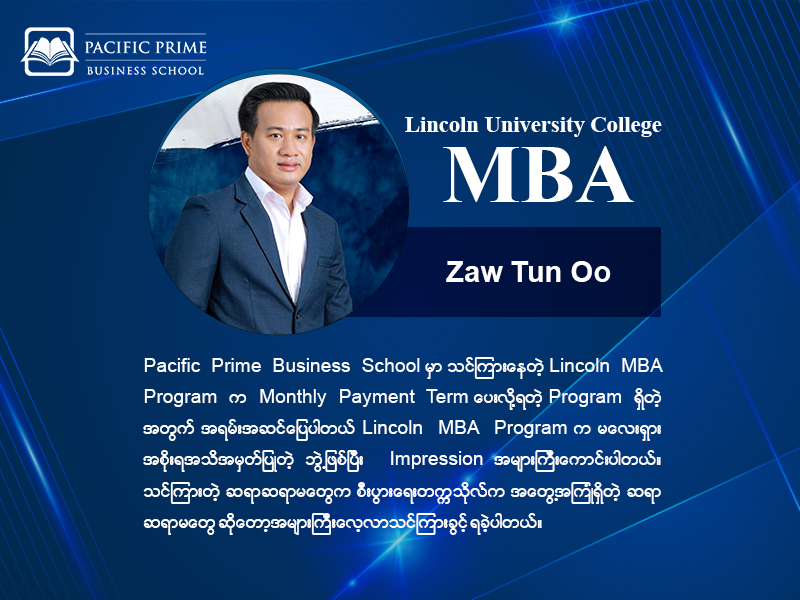 PACIFIC PRIME
BUSINESS SCHOOL
Lincoln University College
MBA
Zaw Tun Oo
Pacific Prime Business School မှာ သင်ကြားနေတဲ့ Lincoln MBA
Program က Monthly Payment Term ပေးလို့ရတဲ့ Program ရှိတဲ့
အတွက် အရမ်းအဆင်ပြေပါတယ် Lincoln MBA Program က မလေးရှား
အစိုးရအသိအမှတ်ပြုတဲ့ ဘွဲ့ဖြစ်ပြီး Impression အများကြီးကောင်းပါတယ်။
သင်ကြားတဲ့ ဆရာဆရာမတွေက စီးပွားရေးတက္ကသိုလ်က အတွေ့အကြုံရှိတဲ့ ဆရာ
ဆရာမတွေ ဆိုတော့အများကြီးလေ့လာသင်ကြားခွင့် ရခဲ့ပါတယ်။